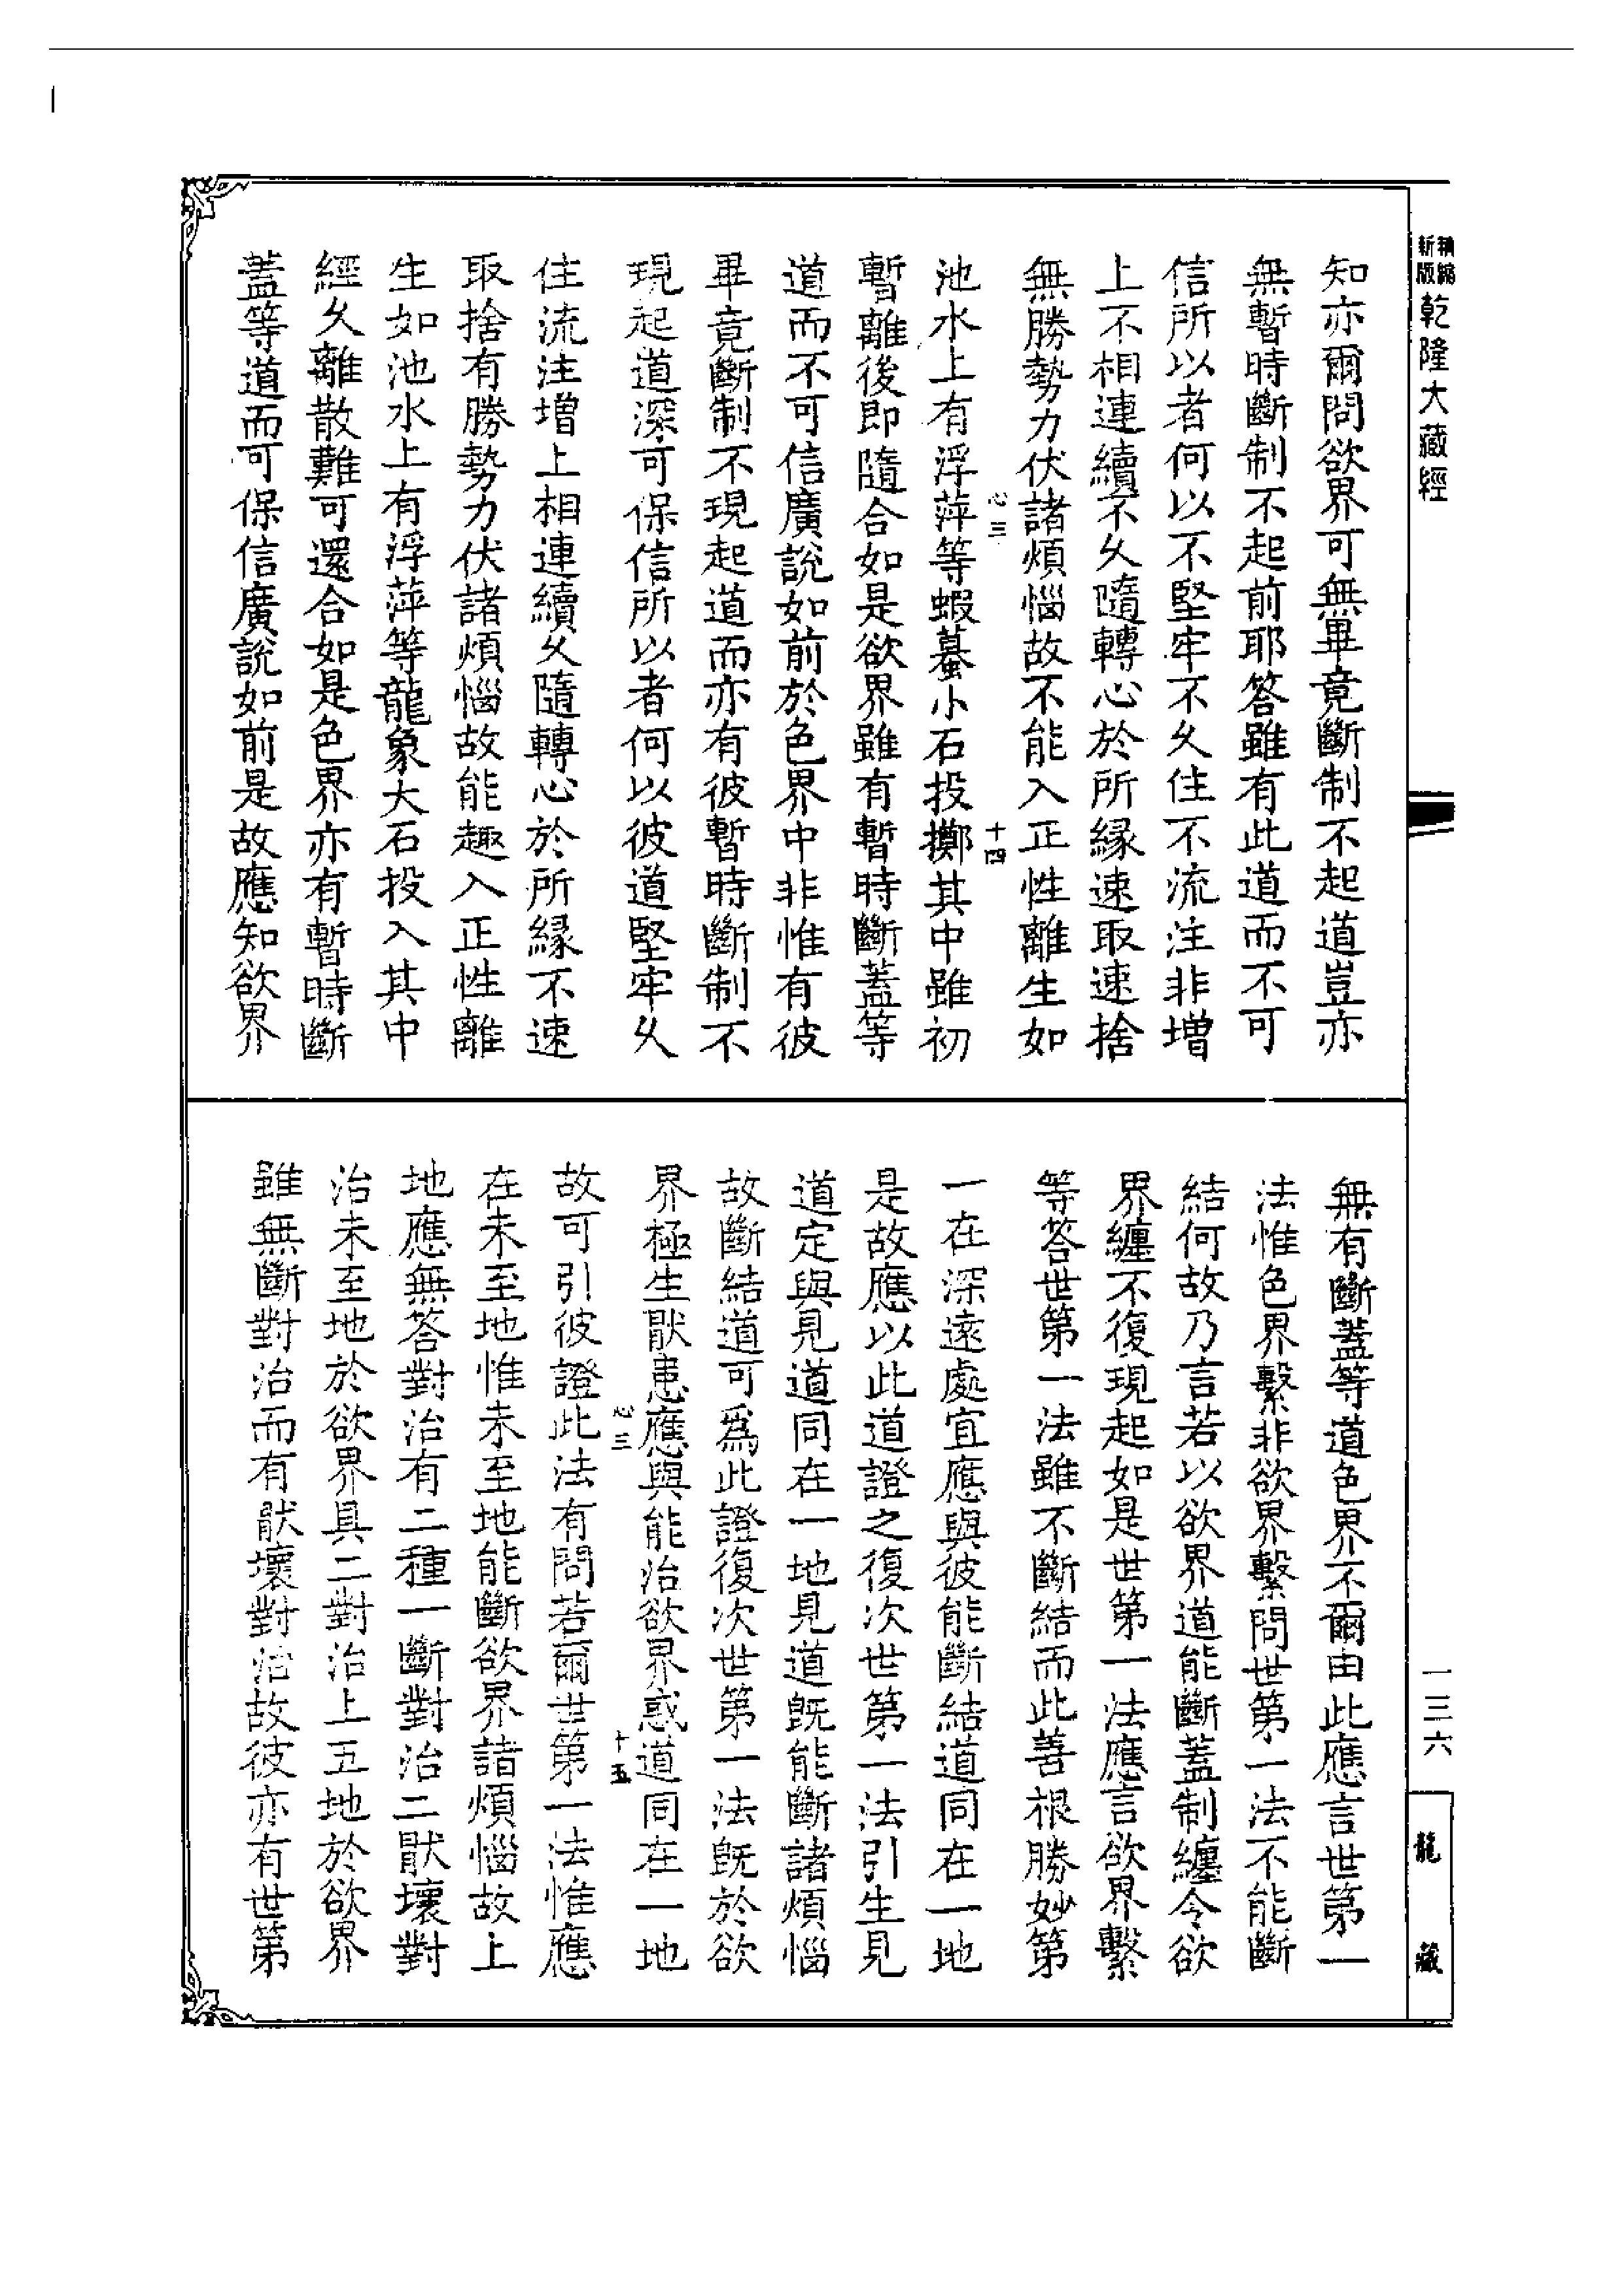 精縮
新版
乾隆大藏經
知亦爾問欲界可無畢竟斷制不起道豈亦
無暫時斷制不起前耶答雖有此道而不可
信所以者何以不堅牢不乆住不流注非増
上不相連續不乆隨轉心於所縁速取速捨
無勝勢力伏諸煩惱故不能入正性離生如
心三
十四
池水上有浮萍等蝦蟇小石投擲其中雖初
暫離後即隨合如是欲界雖有暫時斷蓋等
道而不可信廣說如前於色界中非惟有彼
畢竟斷制不現起道而亦有彼暫時斷制不
現起道深可保信所以者何以彼道堅牢乆
住流注増上相連續乆隨轉心於所縁不速
取捨有勝勢力伏諸煩惱故能趣入正性離
生如池水上有浮萍等龍象大石投入其中
經乆離散難可還合如是色界亦有暫時斷
蓋等道而可保信廣說如前是故應知欲界
無有斷蓋等道色界不爾由此應言世第一
法惟色界繫非欲界繫問世第一法不能斷
結何故乃言若以欲界道能斷蓋制纏令欲
界纏不復現起如是世第一法應言欲界繫
等答世第一法雖不斷結而此善根勝妙第
一在深遠處宜應與彼能斷結道同在一地
是故應以此道證之復次世第一法引生見
道定與見道同在一地見道既能斷諸煩惱
故斷結道可爲此證復次世第一法既於欲
界極生猒患應與能治欲界惑道同在一地
心三
十五
故可引彼證此法有問若爾世第一法惟應
在未至地惟未至地能斷欲界諸煩惱故上
地應無答對治有二種一斷對治二猒壞對
治未至地於欲界具二對治上五地於欲界
雖無斷對治而有猒壞對治故彼亦有世第
一三六
龍藏